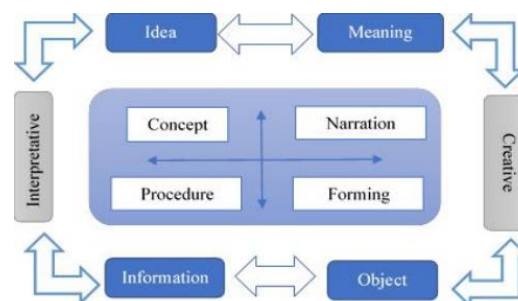 Idea
Meaning
Interpretative
Concept
Narration
Creative
Procedure
Forming
Information
Object